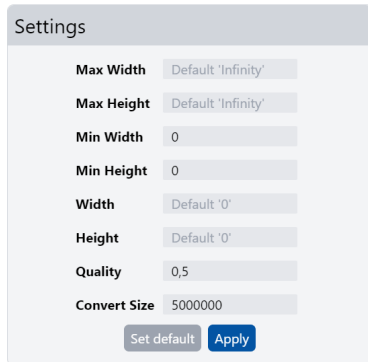 Settings
Max Width Default 'Infinity'
Max Height Default 'Infinity'
Min Width 0
Min Height 0
Width Default '0'
Height Default '0'
Quality 0,5
Convert Size 5000000
Set default Apply